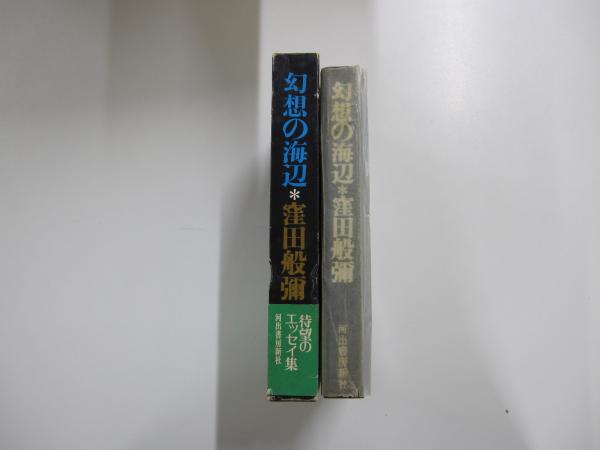 幻想の海辺*窪田般彌
待望の
エッセイ集
河出書房新社
幻想の海辺*窪田般彌
河出書房新社